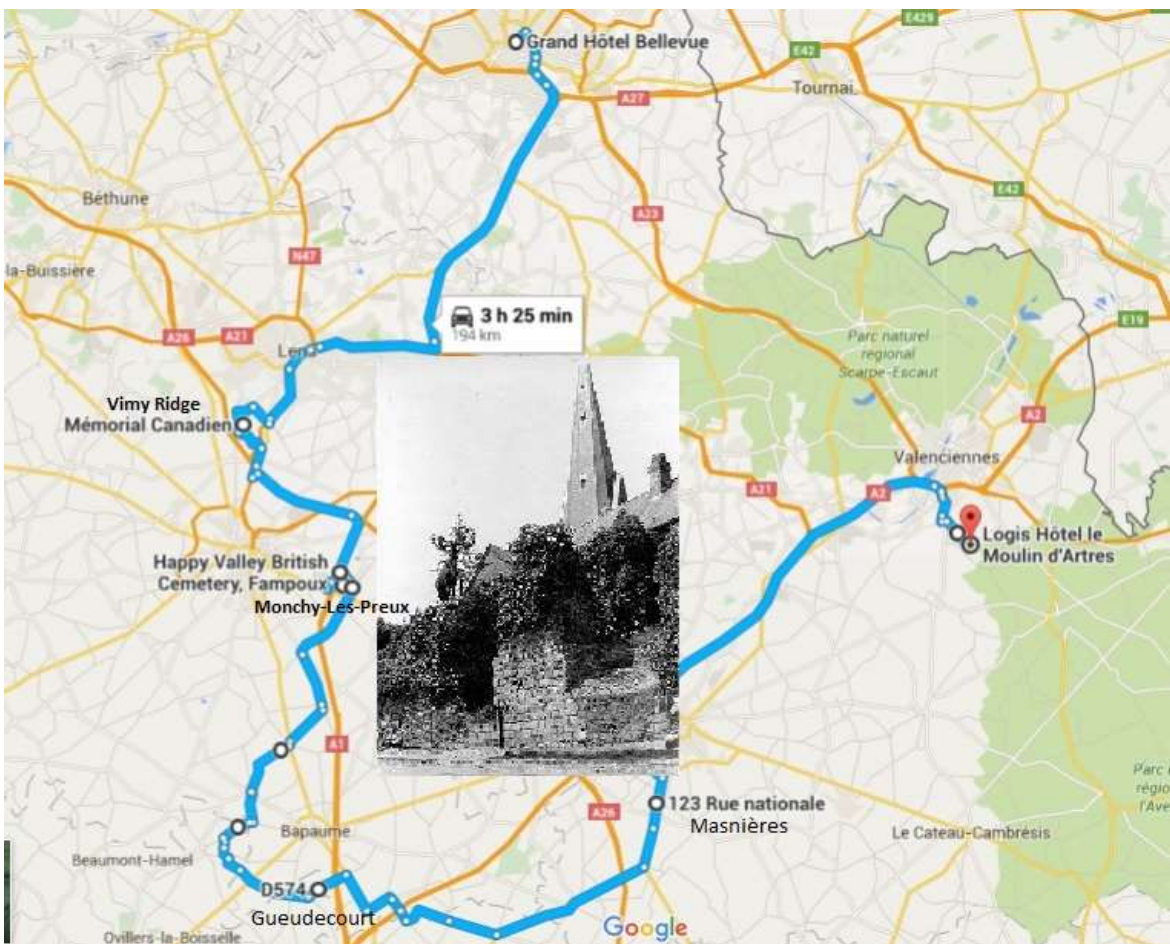 E429
Grand Hôtel Bellevue
E42
Tournai
A27
Béthune
E42
A23
N47
la-Buissière
3 h 25 min
194 km
E19
A26
A21
Parc naturel
régional
Scarpe-Escaut
Vimy Ridge
Mémorial Canadien
A2
Valenciennes
A21
A2
Logis Hôtel le
Moulin d'Artres
Happy Valley British
Cemetery, Fampoux
Monchy-Les-Preux
A1
Parc
A26
123 Rue nationale
Masnières
Bapaume
Le Cateau-Cambrésis
Beaumont-Hamel
D574
Gueudecourt
Google
Ovillers-la-Boisselle